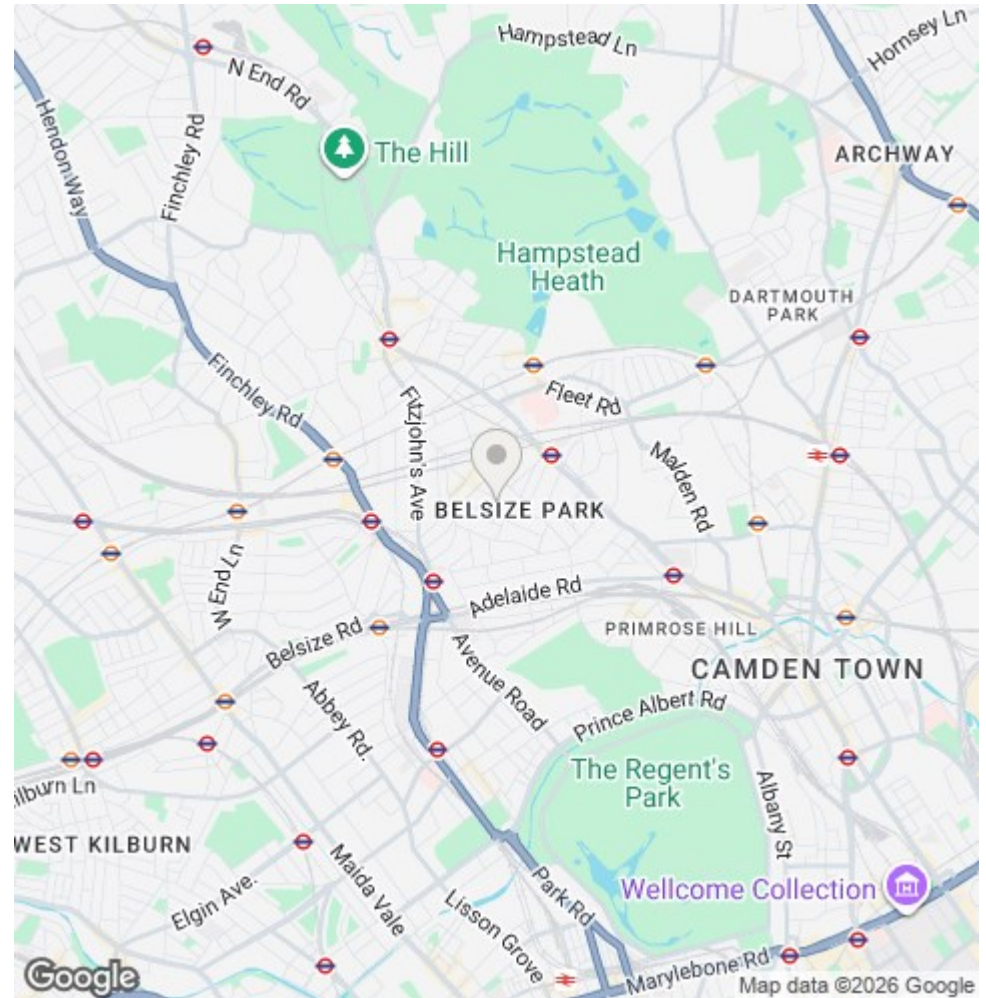 Hampstead Ln
Hornsey Ln
N End Rd
Hendon Way
Finchley Rd
The Hill
ARCHWAY
Hampstead
Heath
DARTMOUTH
PARK
Finchley Rd
Fitzjohn's Ave
Fleet Rd
Malden Rd
BELSIZE PARK
W End Ln
Adelaide Rd
Belsize Rd
PRIMROSE HILL
Avenue Road
CAMDEN TOWN
Abbey Rd.
Prince Albert Rd
The Regent's
Park
Albany St
ilburn Ln
WEST KILBURN
Maida Vale
Elgin Ave.
Park Rd
Wellcome Collection
Lisson Grove
Marylebone Rd
Google
Map data ©2026 Google